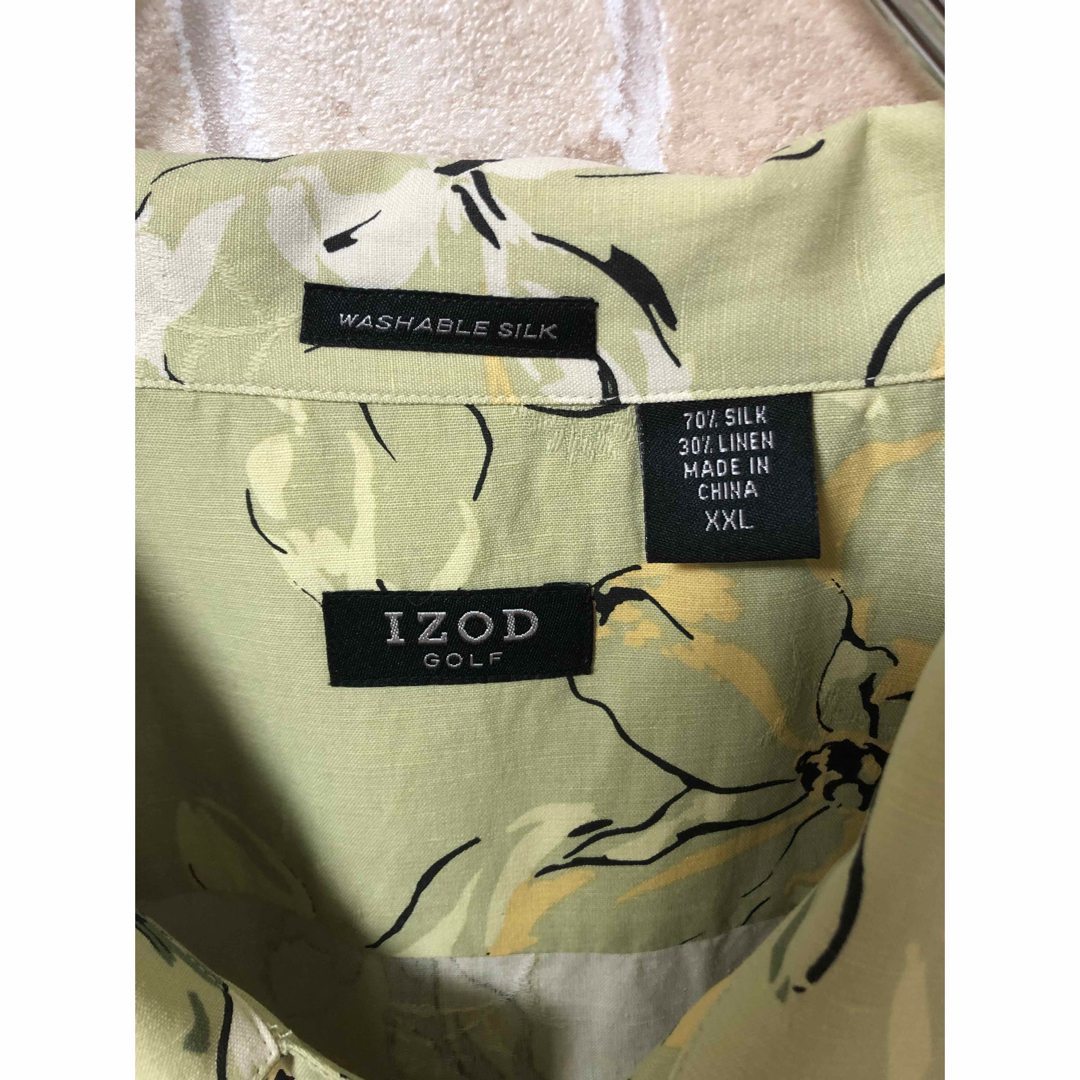 WASHABLE SILK
70% SILK
30% LINEN
MADE IN
CHINA
XXL
IZOD
GOLF